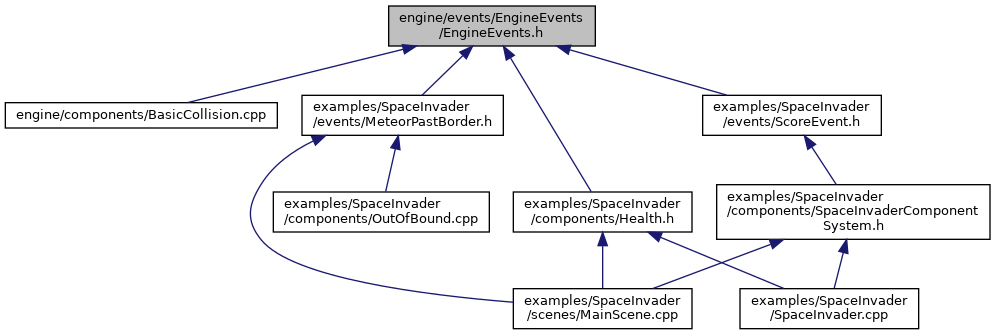 engine/events/EngineEvents
/EngineEvents.h
engine/components/BasicCollision.cpp
examples/SpaceInvader
/events/MeteorPastBorder.h
examples/SpaceInvader
/events/ScoreEvent.h
examples/SpaceInvader
/components/OutOfBound.cpp
examples/SpaceInvader
/components/Health.h
examples/SpaceInvader
/components/SpaceInvaderComponent
System.h
examples/SpaceInvader
/scenes/MainScene.cpp
examples/SpaceInvader
/SpaceInvader.cpp